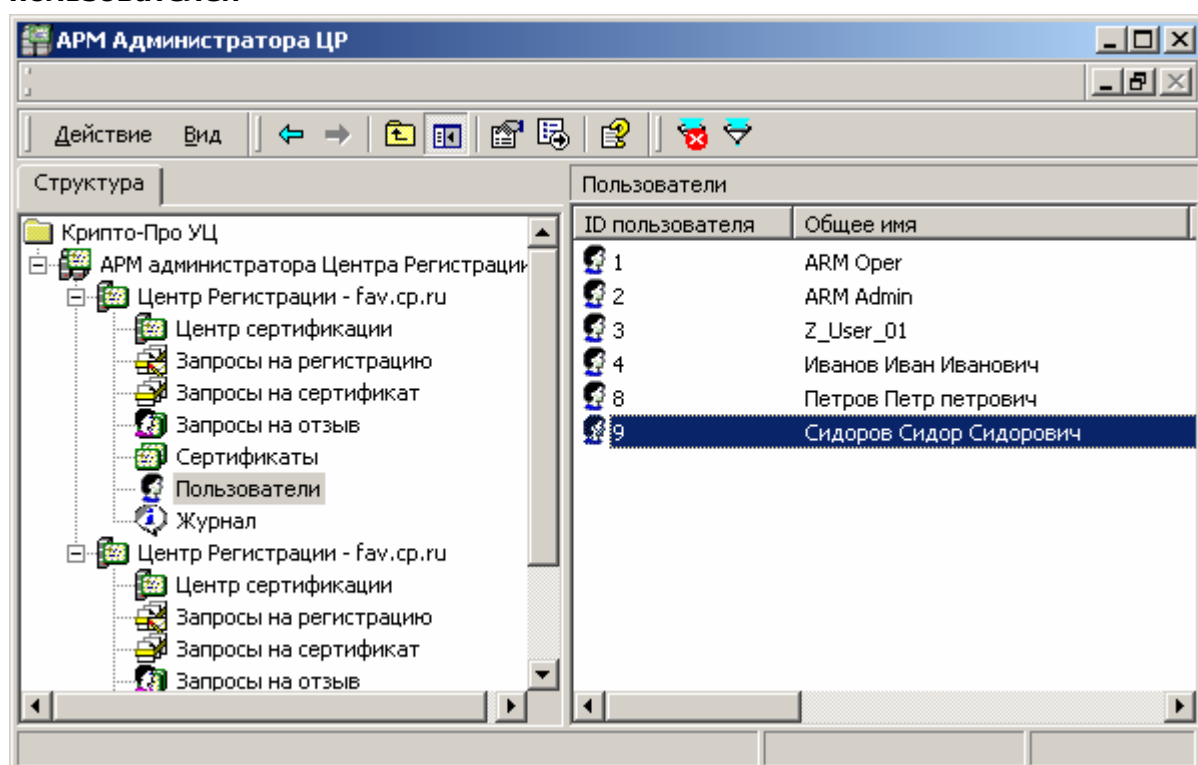 АРМ Администратора ЦР
Действие Вид
Структура
Пользователи
Крипто-Про УЦ
АРМ администратора Центра Регистрации
Центр Регистрации - fav.cp.ru
Центр сертификации
Запросы на регистрацию
Запросы на сертификат
Запросы на отзыв
Сертификаты
Пользователи
Журнал
Центр Регистрации - fav.cp.ru
Центр сертификации
Запросы на регистрацию
Запросы на сертификат
Запросы на отзыв
ID пользователя Общее имя
1 ARM Oper
2 ARM Admin
3 Z_User_01
4 Иванов Иван Иванович
8 Петров Петр петрович
9 Сидоров Сидор Сидорович